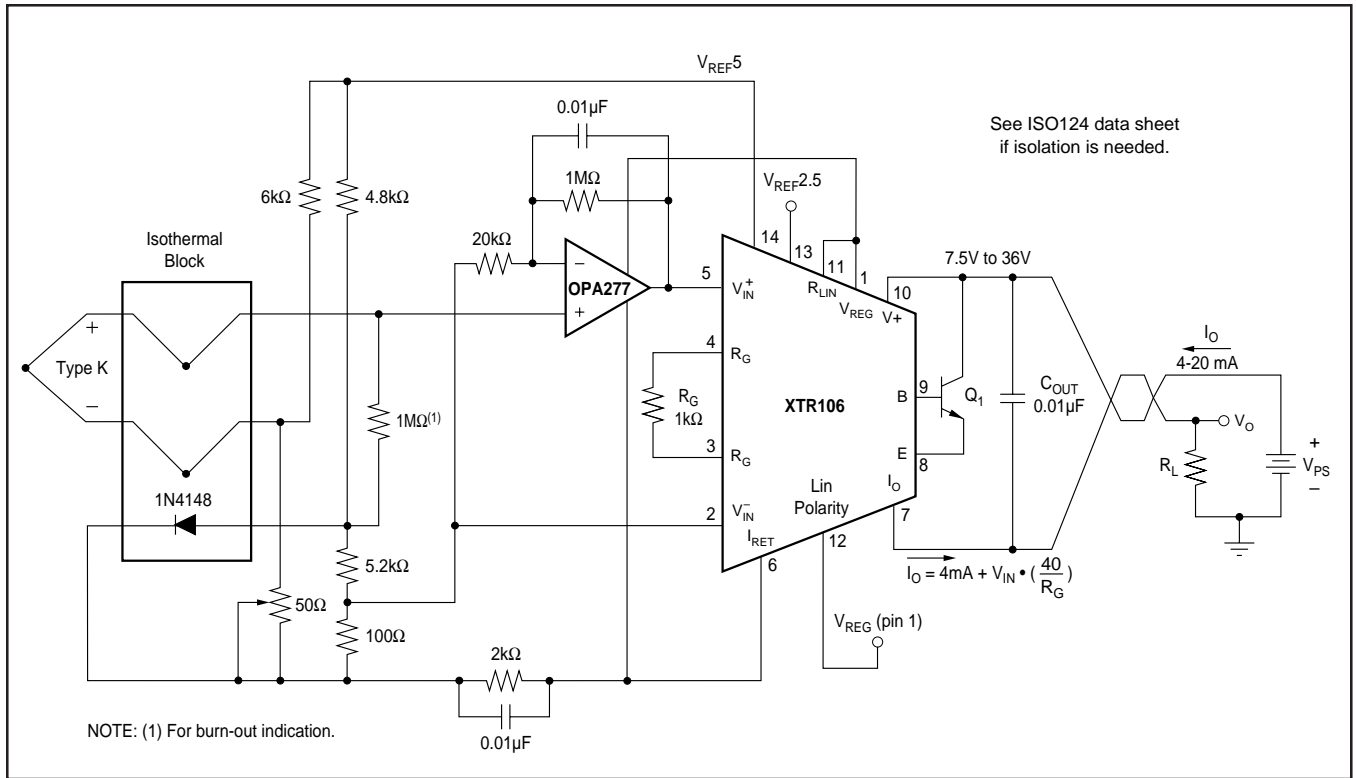 V_REF5
0.01µF
See ISO124 data sheet
if isolation is needed.
6kΩ
4.8kΩ
1MΩ
V_REF2.5
Isothermal
Block
20kΩ
14
13
11
1
7.5V to 36V
–
OPA277
+
5
V_IN^+
R_LIN
V_REG
10
V+
+
Type K
–
4
R_G
I_O
4-20 mA
R_G
1kΩ
XTR106
B
9
Q_1
C_OUT
0.01µF
V_O
1MΩ(1)
3
R_G
E
8
R_L
+
V_PS
–
1N4148
I_O
Lin
Polarity
7
2
V_IN^–
I_RET
12
6
5.2kΩ
I_O = 4mA + V_IN • (40/R_G)
50Ω
100Ω
V_REG (pin 1)
2kΩ
NOTE: (1) For burn-out indication.
0.01µF